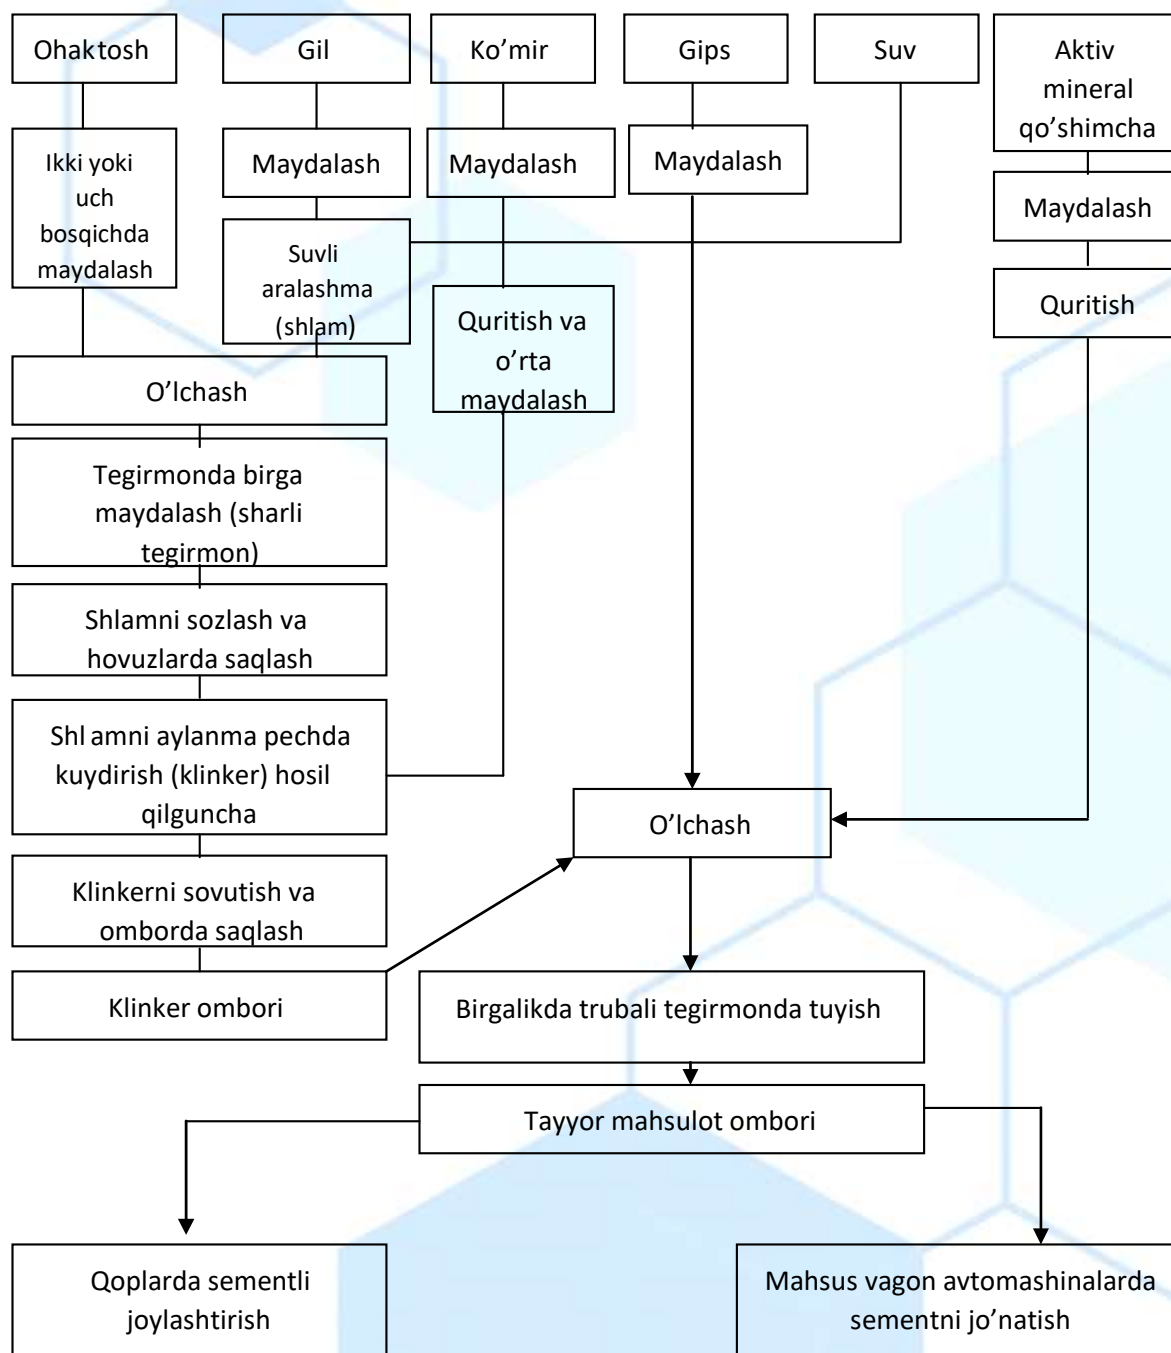 Ohaktosh
Gil
Ko’mir
Gips
Suv
Aktiv
mineral
qo’shimcha
Ikki yoki
uch
bosqichda
maydalash
Maydalash
Maydalash
Maydalash
Maydalash
Suvli
aralashma
(shlam)
Quritish va
o’rta
maydalash
Quritish
O’lchash
Tegirmonda birga
maydalash (sharli
tegirmon)
Shlamni sozlash va
hovuzlarda saqlash
Shl amni aylanma pechda
kuydirish (klinker) hosil
qilguncha
O’lchash
Klinkerni sovutish va
omborda saqlash
Klinker ombori
Birgalikda trubali tegirmonda tuyish
Tayyor mahsulot ombori
Qoplarda sementli
joylashtirish
Mahsus vagon avtomashinalarda
sementni jo’natish